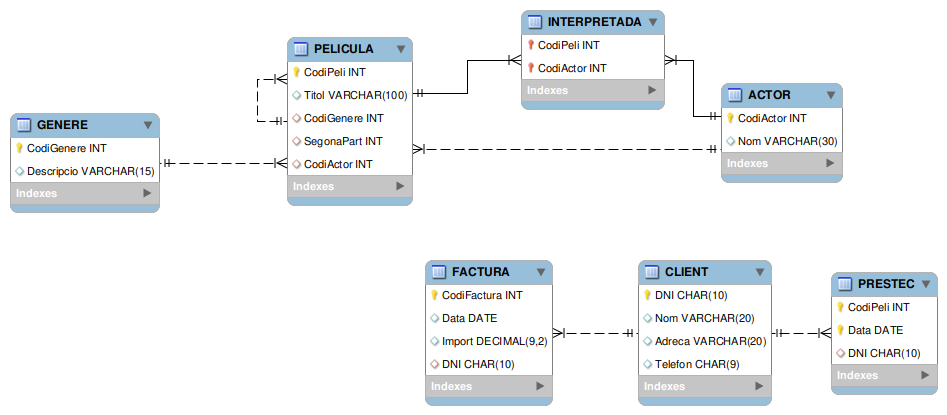 INTERPRETADA
CodiPeli INT
CodiActor INT
Indexes
PELICULA
CodiPeli INT
Titol VARCHAR(100)
CodiGenere INT
SegonaPart INT
CodiActor INT
Indexes
ACTOR
CodiActor INT
Nom VARCHAR(30)
Indexes
GENERE
CodiGenere INT
Descripcio VARCHAR(15)
Indexes
FACTURA
CodiFactura INT
Data DATE
Import DECIMAL(9,2)
DNI CHAR(10)
Indexes
CLIENT
DNI CHAR(10)
Nom VARCHAR(20)
Adreca VARCHAR(20)
Telefon CHAR(9)
Indexes
PRESTEC
CodiPeli INT
Data DATE
DNI CHAR(10)
Indexes